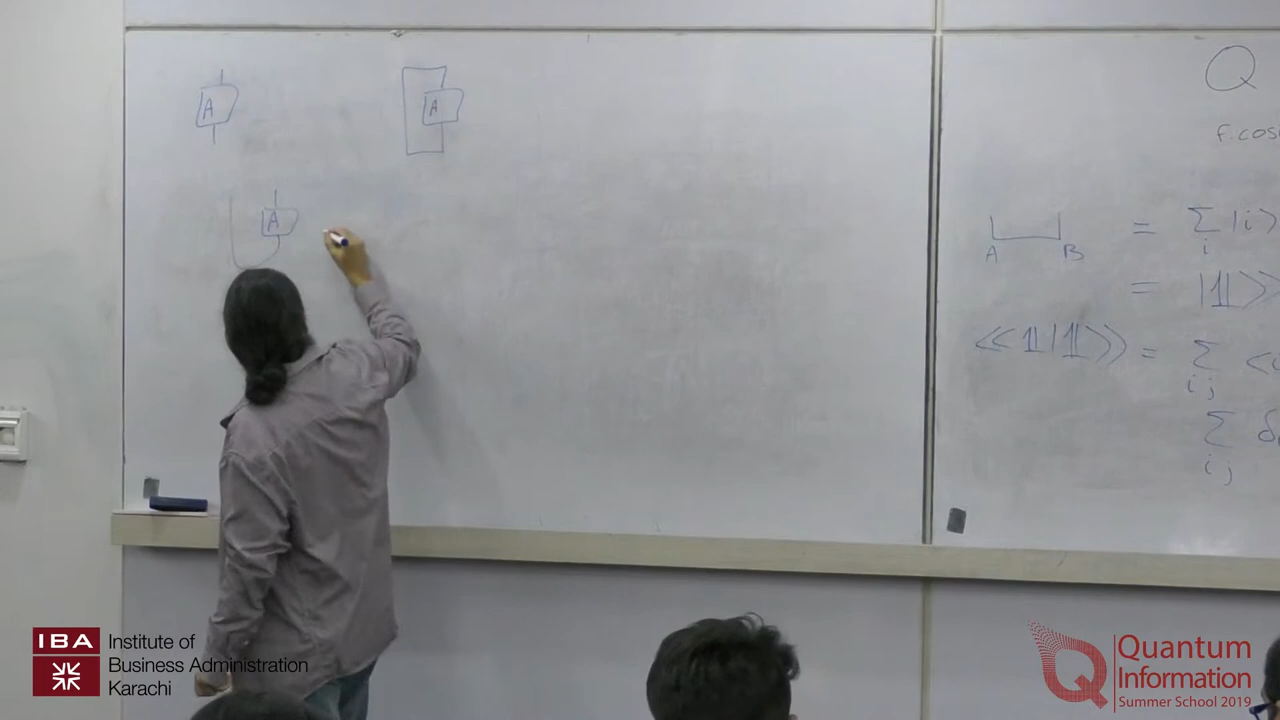 A
A
A
Q
F.cos
A B = Σ |i>
i
= |𝟙>>
<<𝟙|𝟙>> = Σ <
i j
Σ δ
i j
IBA
Institute of
Business Administration
Karachi
Quantum
Information
Summer School 2019